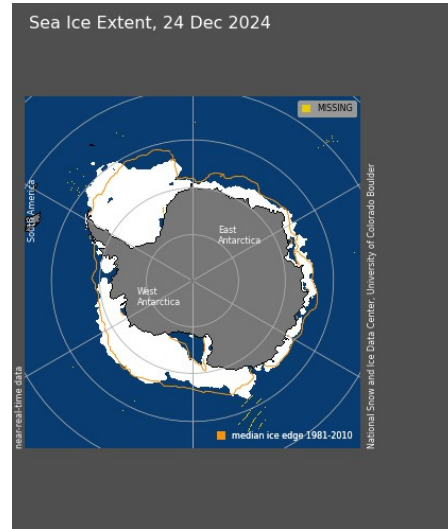 Sea Ice Extent, 24 Dec 2024
MISSING
South America
East
Antarctica
West
Antarctica
National Snow and Ice Data Center, University of Colorado Boulder
near-real-time data
median ice edge 1981-2010